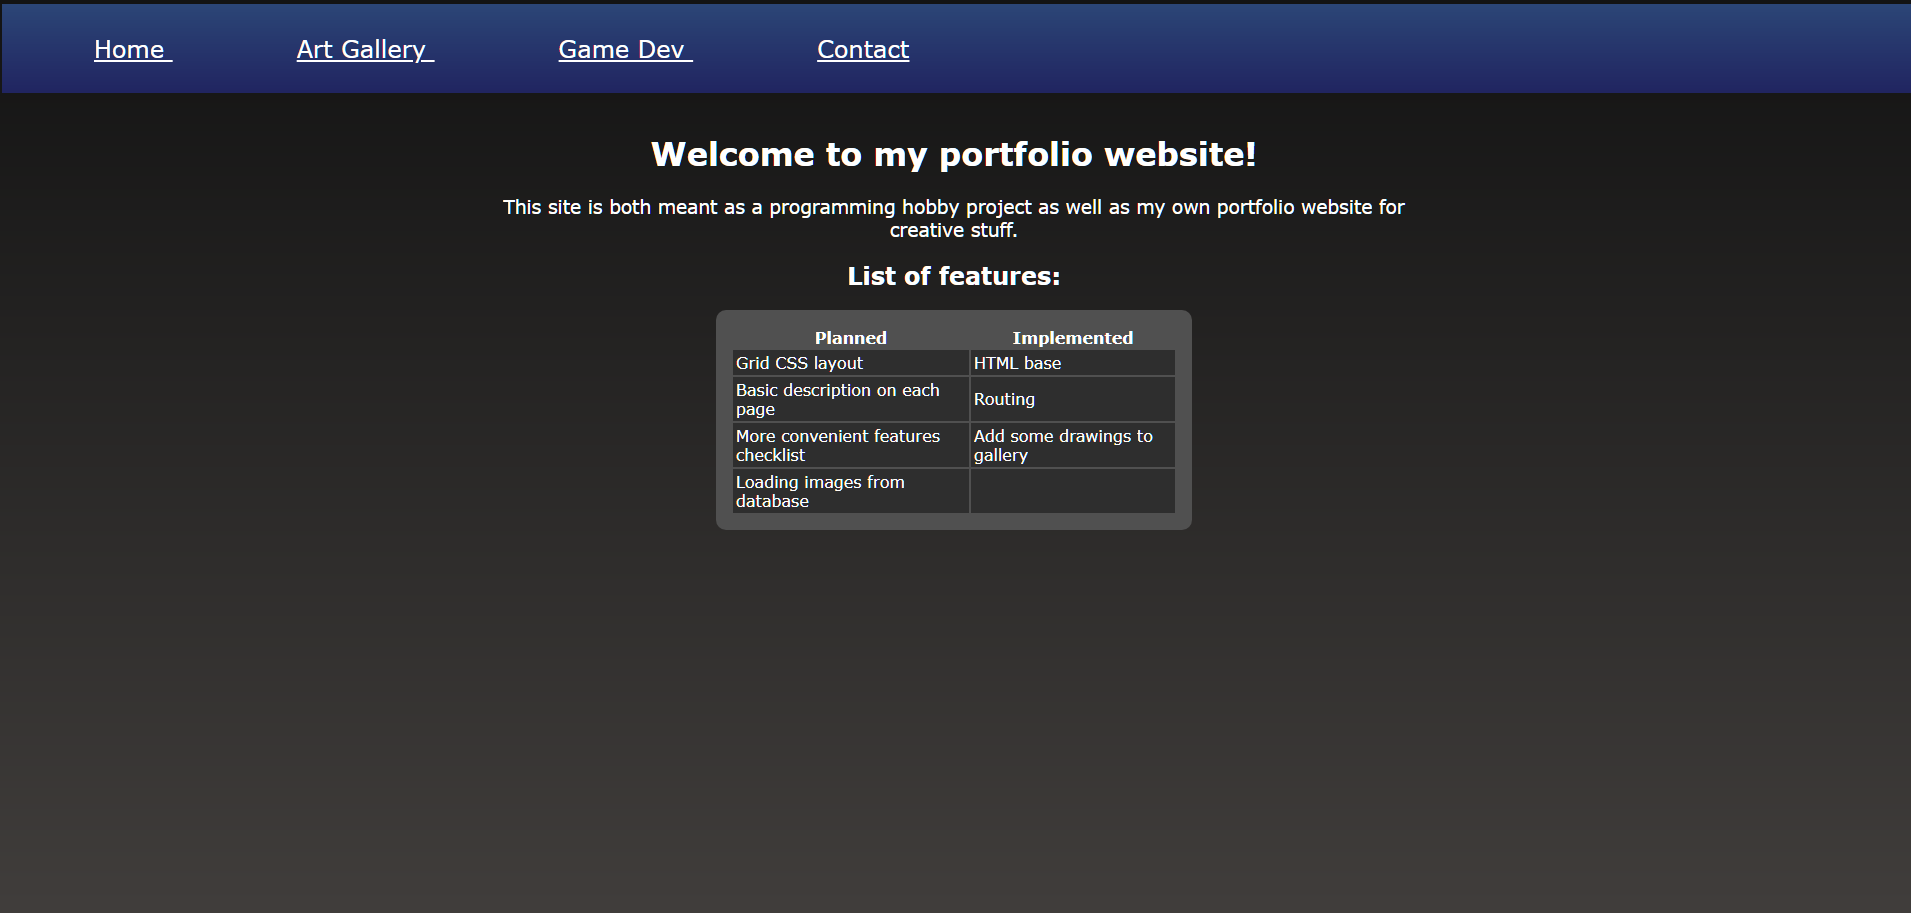 Home Art Gallery Game Dev Contact
Welcome to my portfolio website!
This site is both meant as a programming hobby project as well as my own portfolio website for
creative stuff.
List of features:
Planned Implemented
Grid CSS layout HTML base
Basic description on each
page
Routing
More convenient features
checklist
Add some drawings to
gallery
Loading images from
database